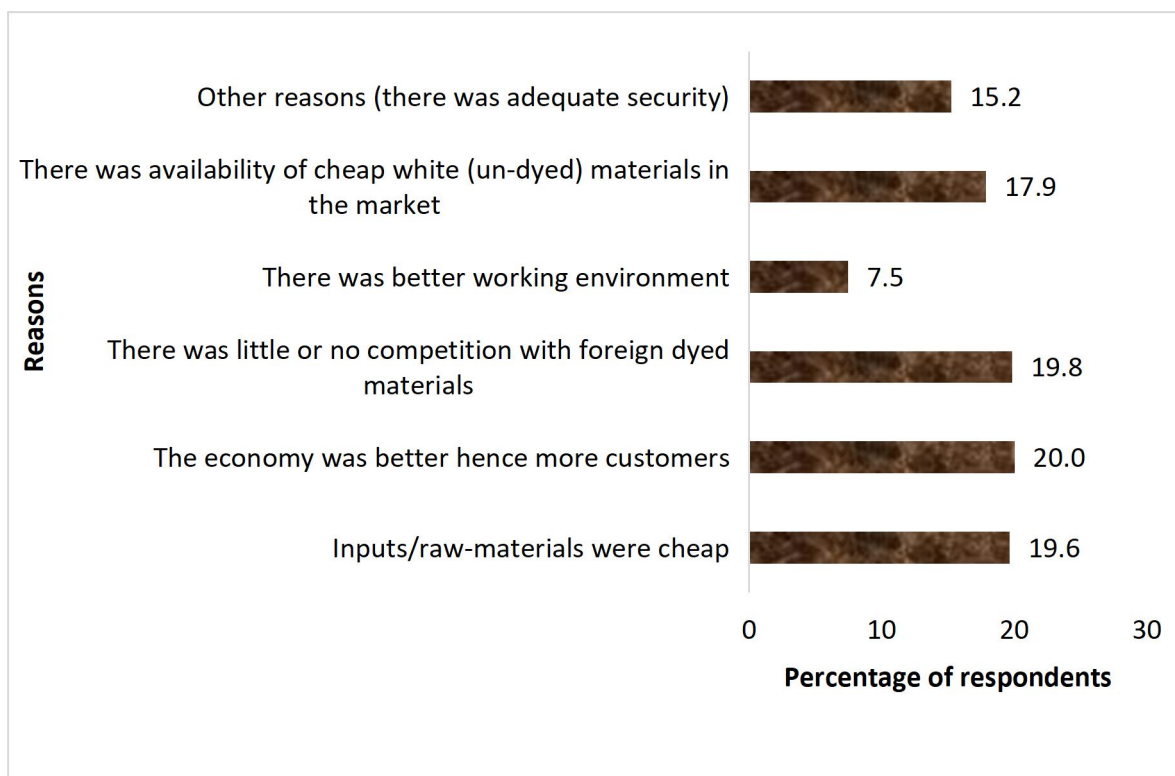 Reasons
Other reasons (there was adequate security)
15.2
There was availability of cheap white (un-dyed) materials in
the market
17.9
There was better working environment
7.5
There was little or no competition with foreign dyed
materials
19.8
The economy was better hence more customers
20.0
Inputs/raw-materials were cheap
19.6
0 10 20 30
Percentage of respondents